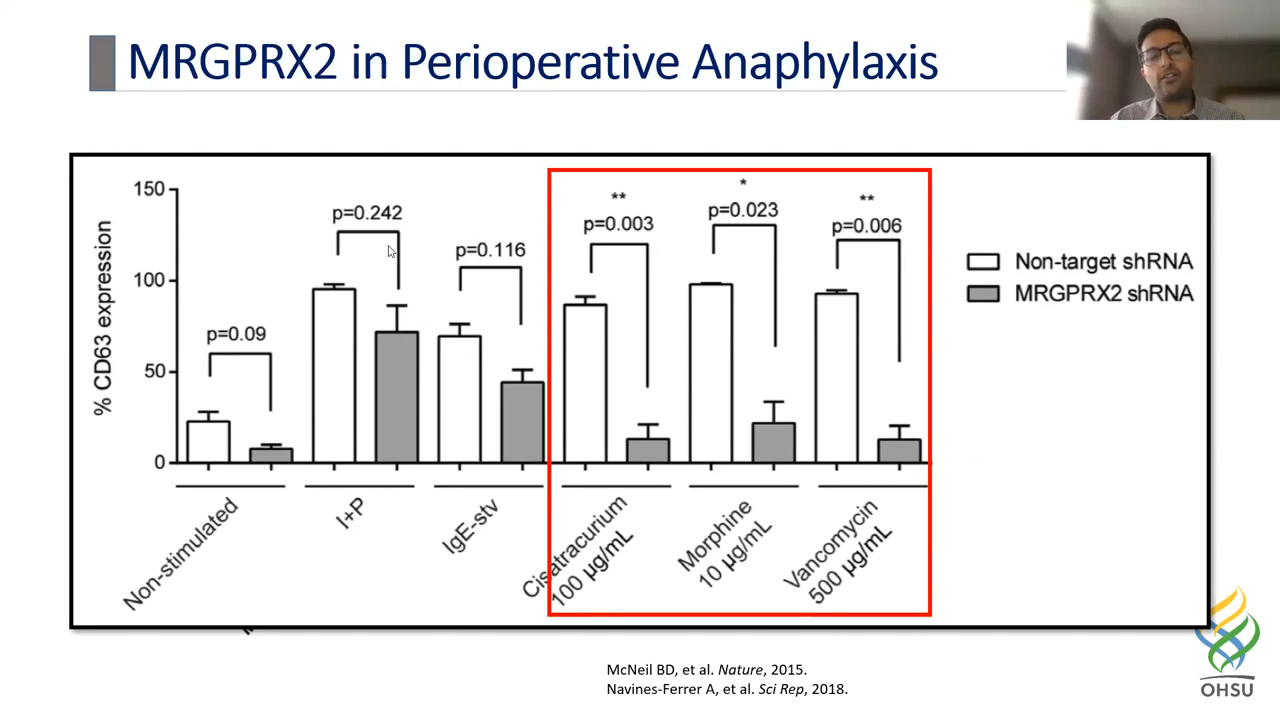 MRGPRX2 in Perioperative Anaphylaxis
% CD63 expression
150
100
50
0
p=0.09
p=0.242
p=0.116
**
p=0.003
*
p=0.023
**
p=0.006
Non-target shRNA
MRGPRX2 shRNA
Non-stimulated
I+P
IgE-stv
Cisatracurium
100 µg/mL
Morphine
10 µg/mL
Vancomycin
500 µg/mL
McNeil BD, et al. Nature, 2015.
Navines-Ferrer A, et al. Sci Rep, 2018.
OHSU